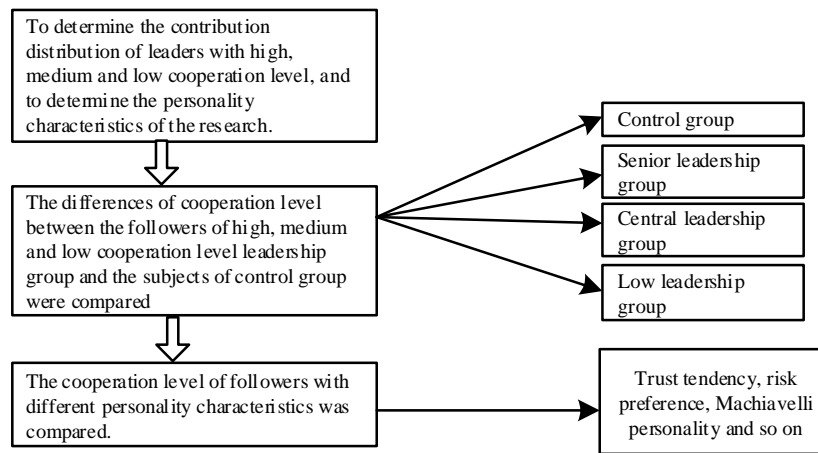 To determine the contribution
distribution of leaders with high,
medium and low cooperation level, and
to determine the personality
characteristics of the research.
The differences of cooperation level
between the followers of high, medium
and low cooperation level leadership
group and the subjects of control group
were compared
Control group
Senior leadership
group
Central leadership
group
Low leadership
group
The cooperation level of followers with
different personality characteristics was
compared.
Trust tendency, risk
preference, Machiavelli
personality and so on